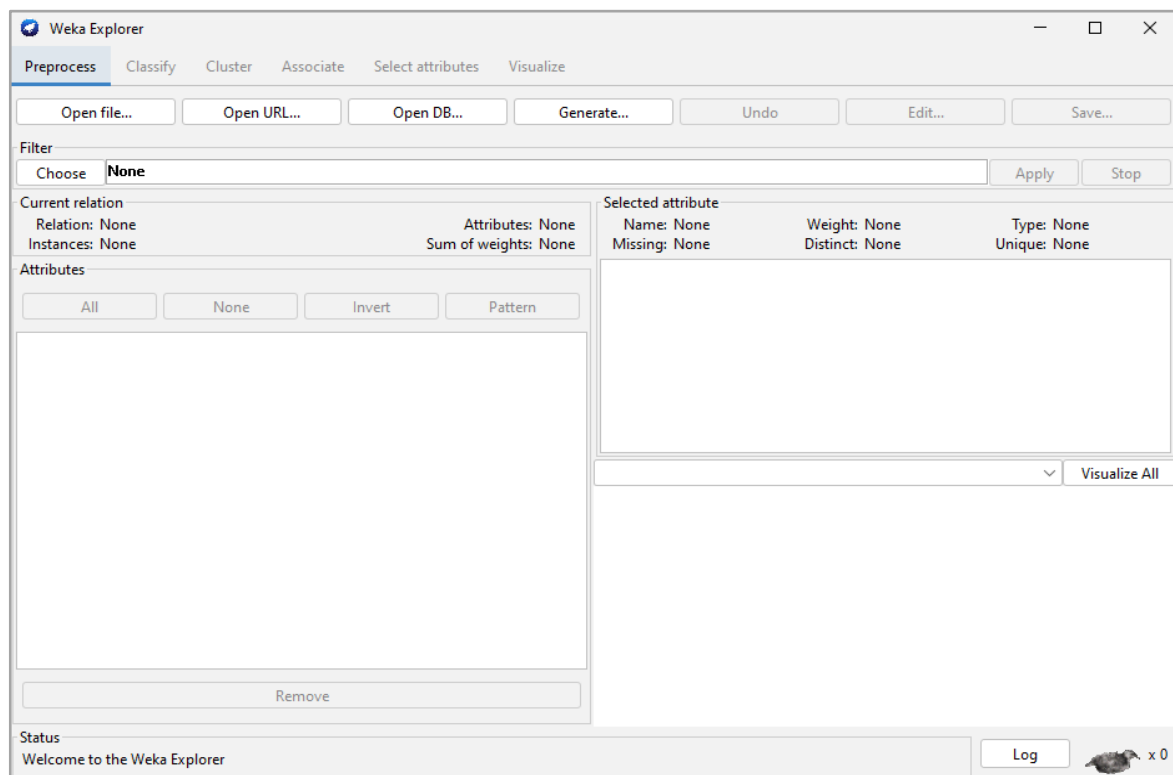 Weka Explorer
Preprocess Classify Cluster Associate Select attributes Visualize
Open file... Open URL... Open DB... Generate... Undo Edit... Save...
Filter
Choose None Apply Stop
Current relation
Relation: None Attributes: None
Instances: None Sum of weights: None
Selected attribute
Name: None Weight: None Type: None
Missing: None Distinct: None Unique: None
Attributes
All None Invert Pattern
Visualize All
Remove
Status
Welcome to the Weka Explorer
Log x 0